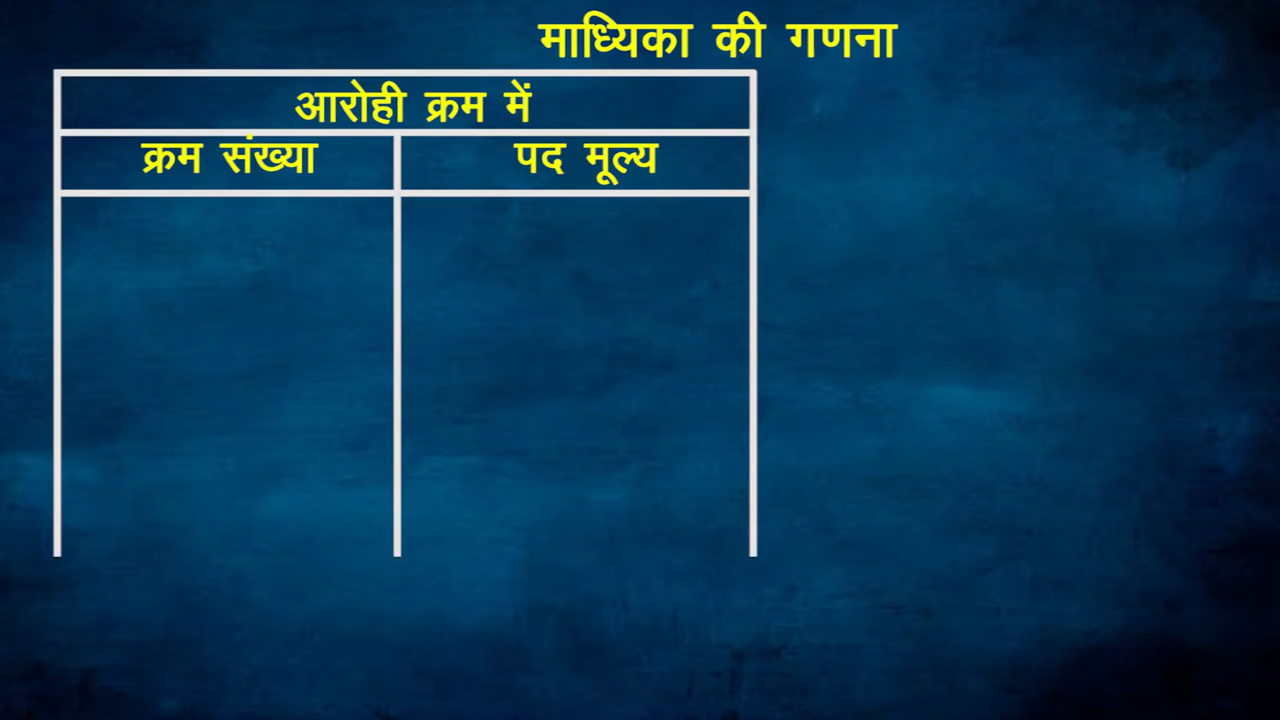 माध्यिका की गणना
आरोही क्रम में
क्रम संख्या पद मूल्य